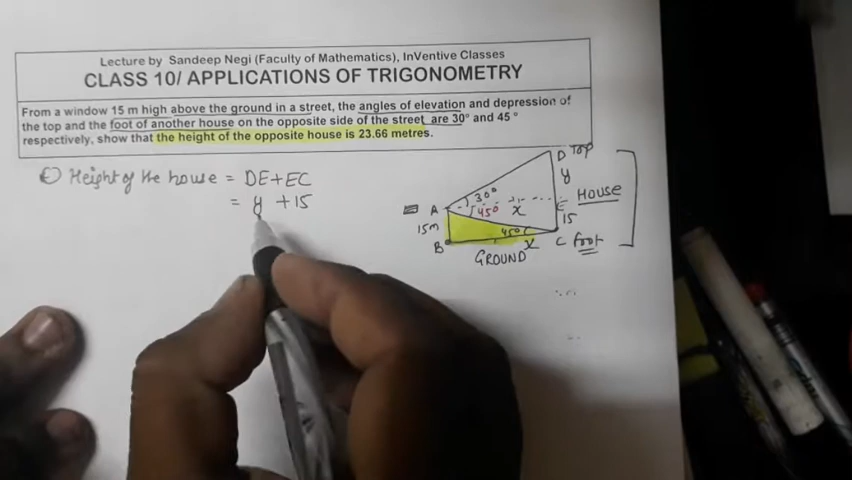 Lecture by Sandeep Negi (Faculty of Mathematics), InVentive Classes
CLASS 10/ APPLICATIONS OF TRIGONOMETRY
From a window 15 m high above the ground in a street, the angles of elevation and depression of
the top and the foot of another house on the opposite side of the street are 30° and 45 °
respectively, show that the height of the opposite house is 23.66 metres.
Height of the house = DE+EC
= y +15
D Top
y
30°
House
A
45°
x
E
15m
15
45°
B
x
C foot
GROUND